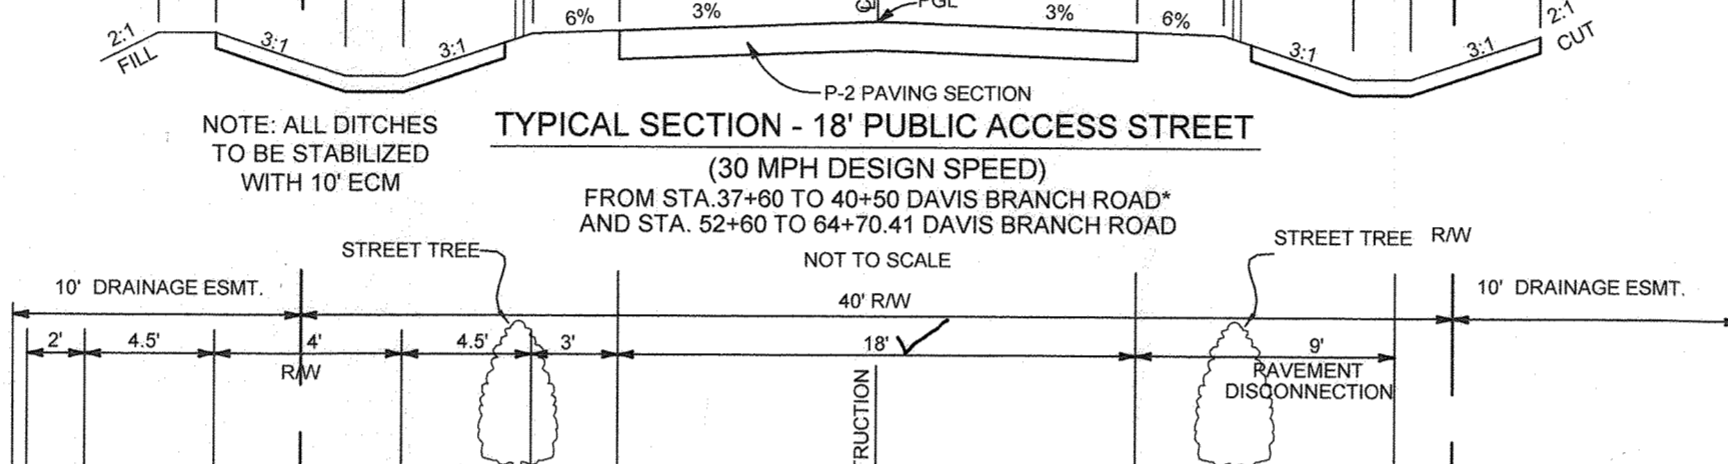 6%
3%
PGL
3%
6%
2:1
FILL
3:1
3:1
3:1
3:1
2:1
CUT
P-2 PAVING SECTION
NOTE: ALL DITCHES
TO BE STABILIZED
WITH 10' ECM
TYPICAL SECTION - 18' PUBLIC ACCESS STREET
(30 MPH DESIGN SPEED)
FROM STA.37+60 TO 40+50 DAVIS BRANCH ROAD*
AND STA. 52+60 TO 64+70.41 DAVIS BRANCH ROAD
NOT TO SCALE
STREET TREE
STREET TREE
R/W
10' DRAINAGE ESMT.
40' R/W
10' DRAINAGE ESMT.
2'
4.5'
4'
4.5'
3'
18'
9'
R/W
PAVEMENT
DISCONNECTION